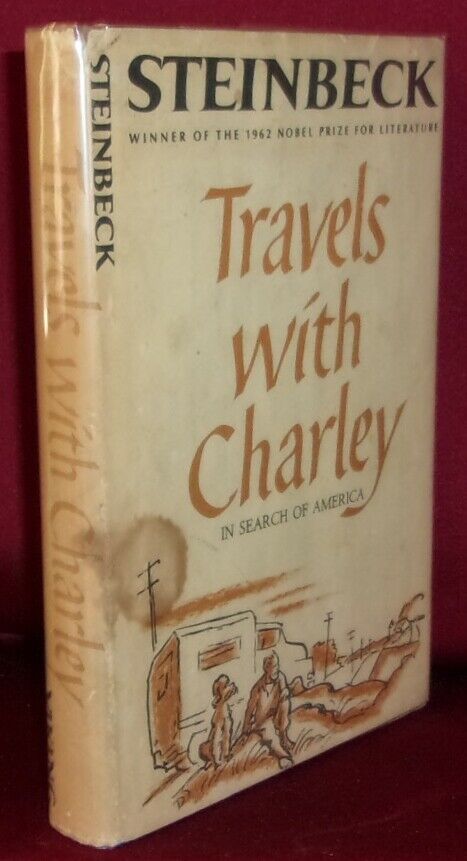 STEINBECK
WINNER OF THE 1962 NOBEL PRIZE FOR LITERATURE
Travels
with
Charley
IN SEARCH OF AMERICA
STEINBECK
Travels with Charley
VIKING